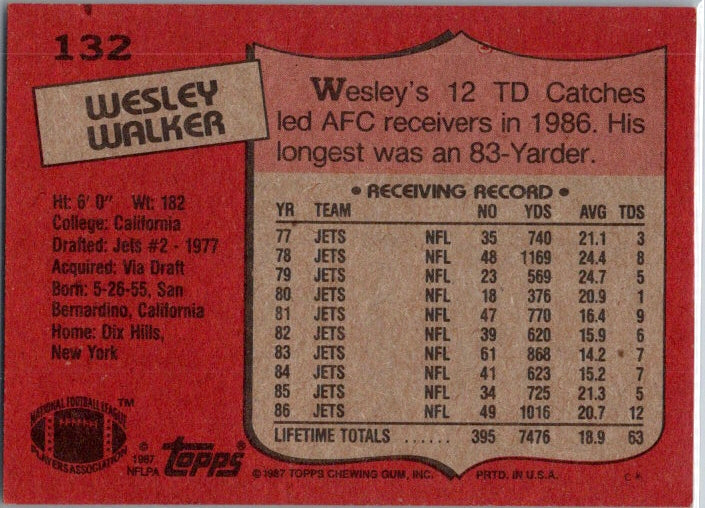 132
WESLEY
WALKER
Ht: 6' 0" Wt: 182
College: California
Drafted: Jets #2 - 1977
Acquired: Via Draft
Born: 5-26-55, San
Bernardino, California
Home: Dix Hills,
New York
NATIONAL FOOTBALL LEAGUE
PLAYERS ASSOCIATION
TM
© 1987
NFLPA
topps®
Wesley's 12 TD Catches
led AFC receivers in 1986. His
longest was an 83-Yarder.
• RECEIVING RECORD •
YR TEAM NO YDS AVG TDS
77 JETS NFL 35 740 21.1 3
78 JETS NFL 48 1169 24.4 8
79 JETS NFL 23 569 24.7 5
80 JETS NFL 18 376 20.9 1
81 JETS NFL 47 770 16.4 9
82 JETS NFL 39 620 15.9 6
83 JETS NFL 61 868 14.2 7
84 JETS NFL 41 623 15.2 7
85 JETS NFL 34 725 21.3 5
86 JETS NFL 49 1016 20.7 12
LIFETIME TOTALS ...... 395 7476 18.9 63
© 1987 TOPPS CHEWING GUM, INC. PRTD. IN U.S.A. C*